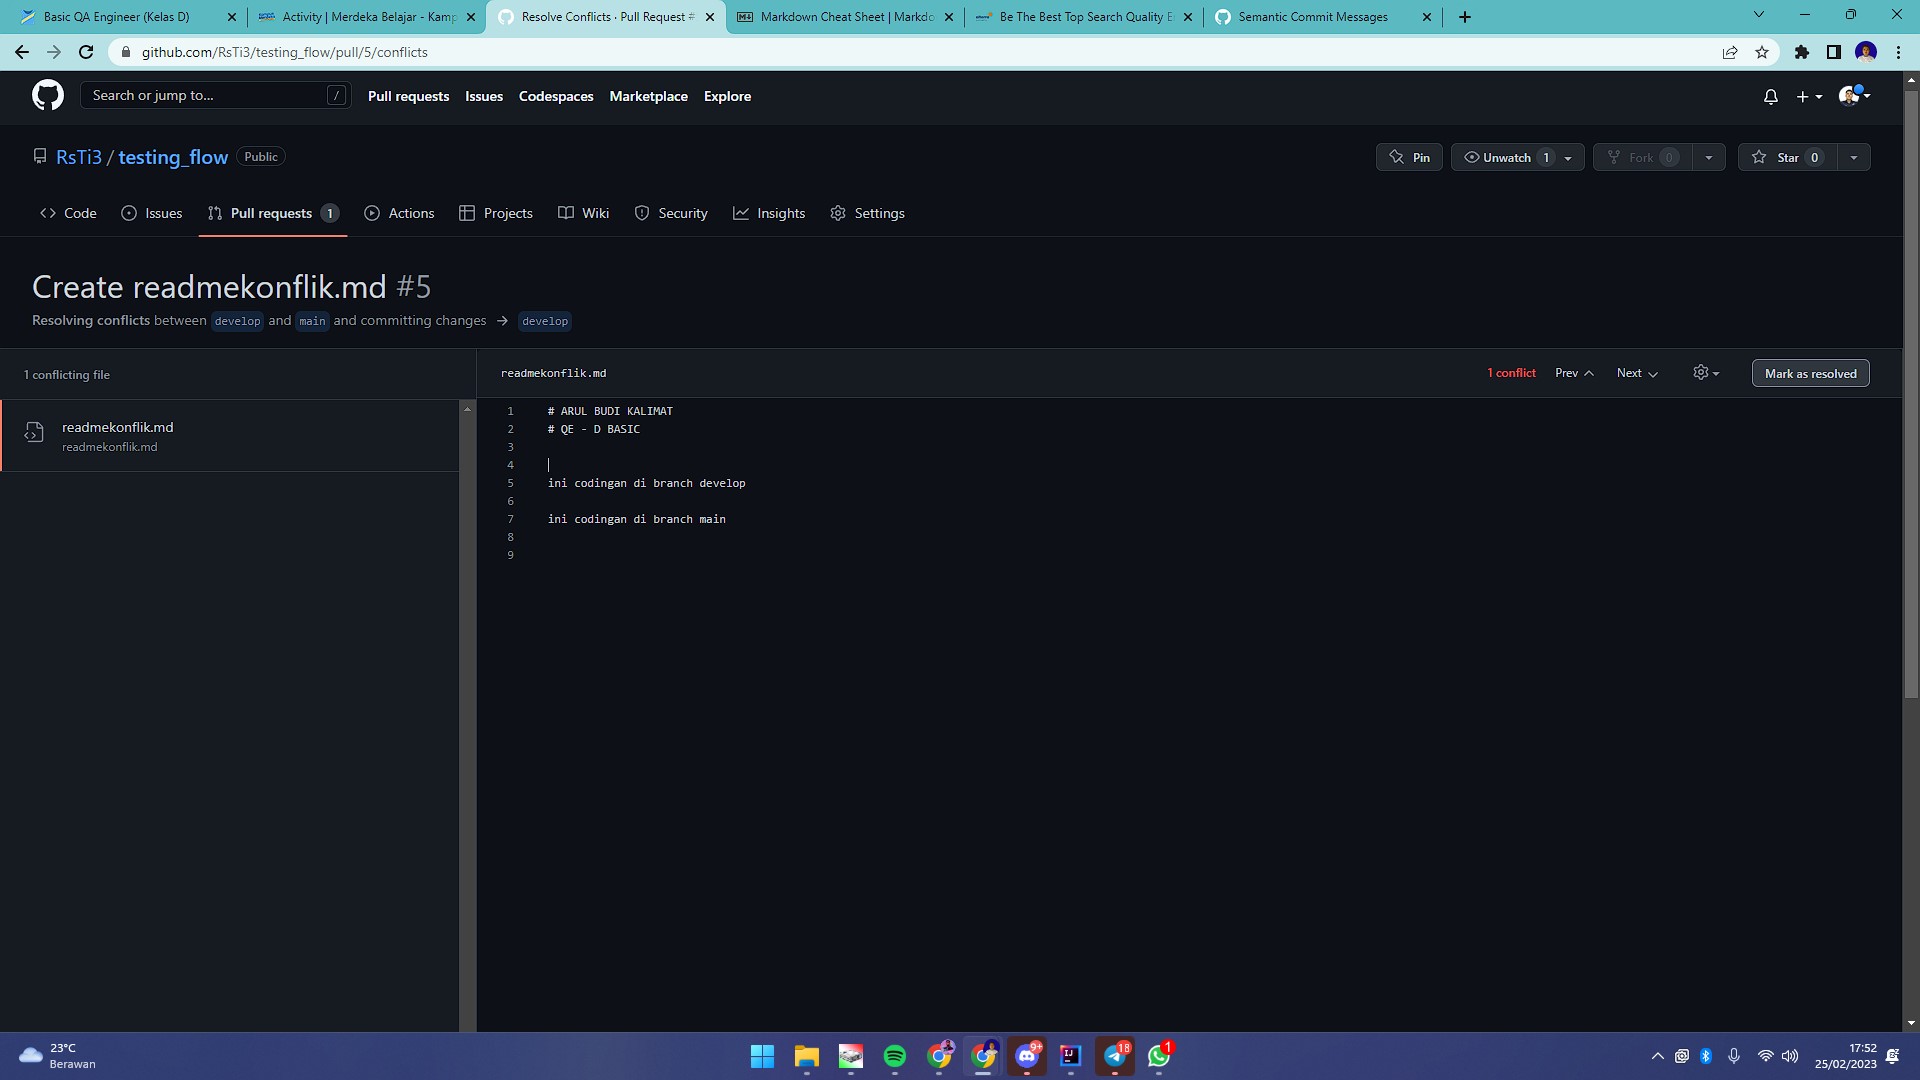 Basic QA Engineer (Kelas D)
Activity | Merdeka Belajar - Kamp
Resolve Conflicts · Pull Request #
Markdown Cheat Sheet | Markdo
Be The Best Top Search Quality E
Semantic Commit Messages
github.com/RsTi3/testing_flow/pull/5/conflicts
Search or jump to... /
Pull requests Issues Codespaces Marketplace Explore
RsTi3 / testing_flow Public
Pin Unwatch 1 Fork 0 Star 0
Code Issues Pull requests 1 Actions Projects Wiki Security Insights Settings
Create readmekonflik.md #5
Resolving conflicts between develop and main and committing changes → develop
1 conflicting file
readmekonflik.md
readmekonflik.md
readmekonflik.md 1 conflict Prev Next Mark as resolved
1 # ARUL BUDI KALIMAT
2 # QE - D BASIC
3
4
5 ini codingan di branch develop
6
7 ini codingan di branch main
8
9
23°C
Berawan
9+
IJ
18
1
17:52
25/02/2023